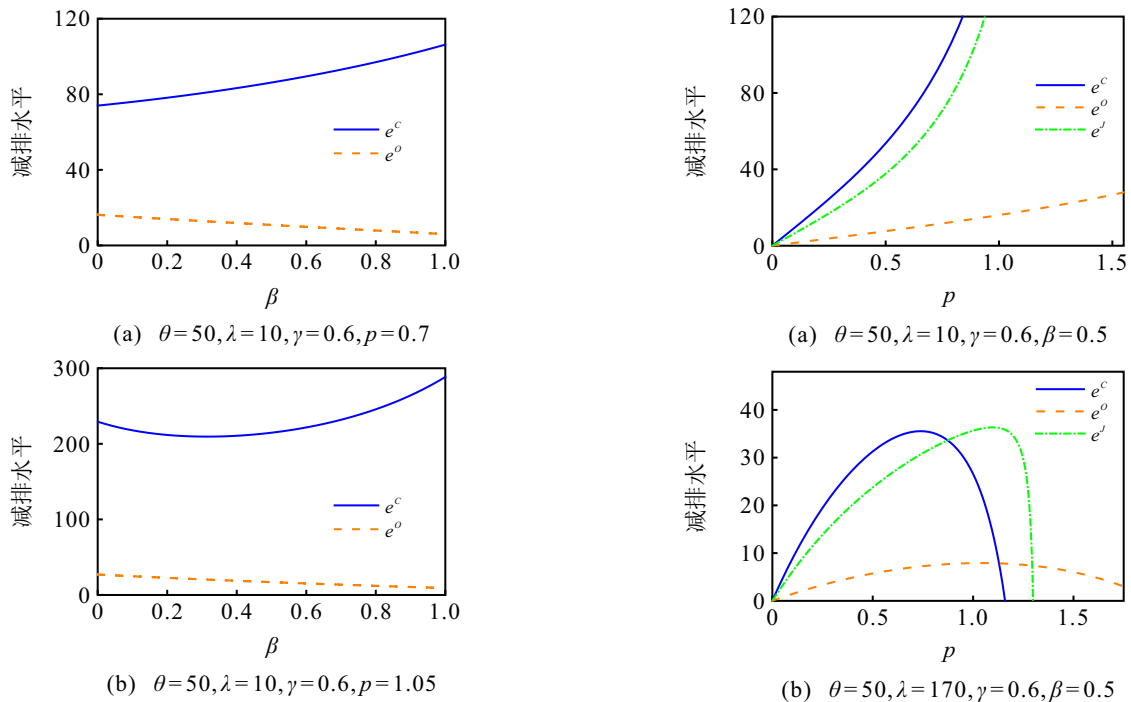 120
80
40
0
减排水平
e^C
e^O
0
0.2
0.4
0.6
0.8
1.0
β
(a) θ=50,λ=10,γ=0.6,p=0.7
300
200
100
0
减排水平
e^C
e^O
0
0.2
0.4
0.6
0.8
1.0
β
(b) θ=50,λ=10,γ=0.6,p=1.05
120
80
40
0
减排水平
e^C
e^O
e^J
0
0.5
1.0
1.5
p
(a) θ=50,λ=10,γ=0.6,β=0.5
40
30
20
10
0
减排水平
e^C
e^O
e^J
0
0.5
1.0
1.5
p
(b) θ=50,λ=170,γ=0.6,β=0.5